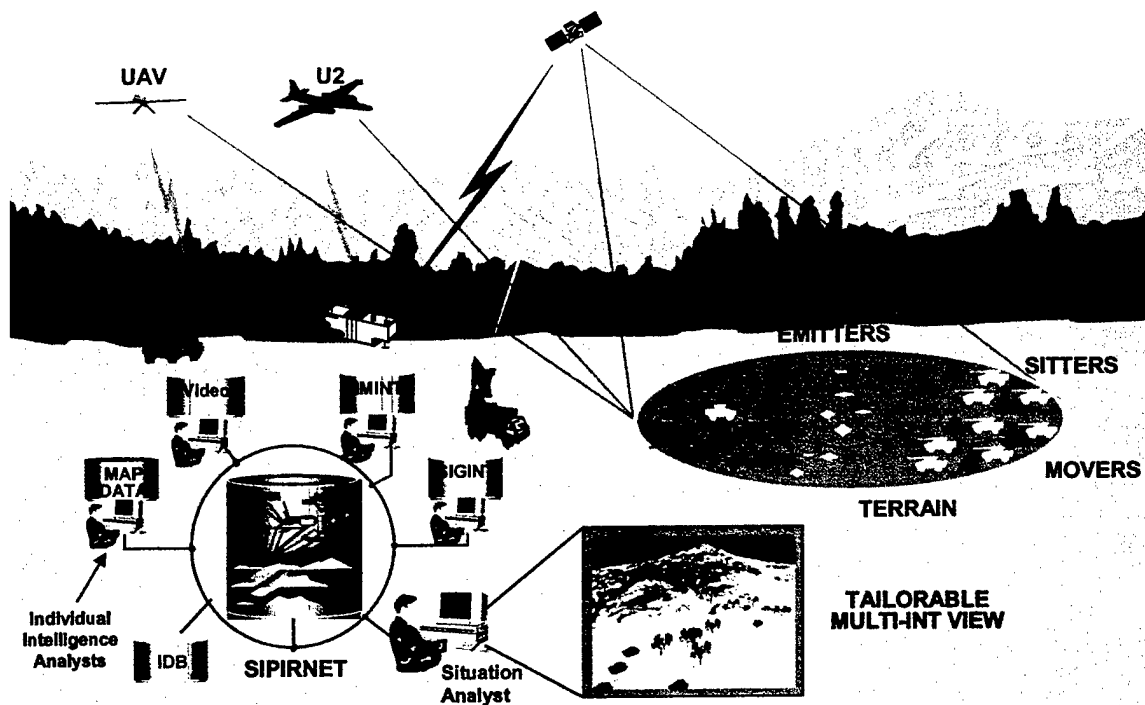 UAV
U2
EMITTERS
SITTERS
MOVERS
TERRAIN
Video
IMINT
MAP
DATA
SIGINT
Individual
Intelligence
Analysts
IDB
SIPIRNET
Situation
Analyst
TAILORABLE
MULTI-INT VIEW